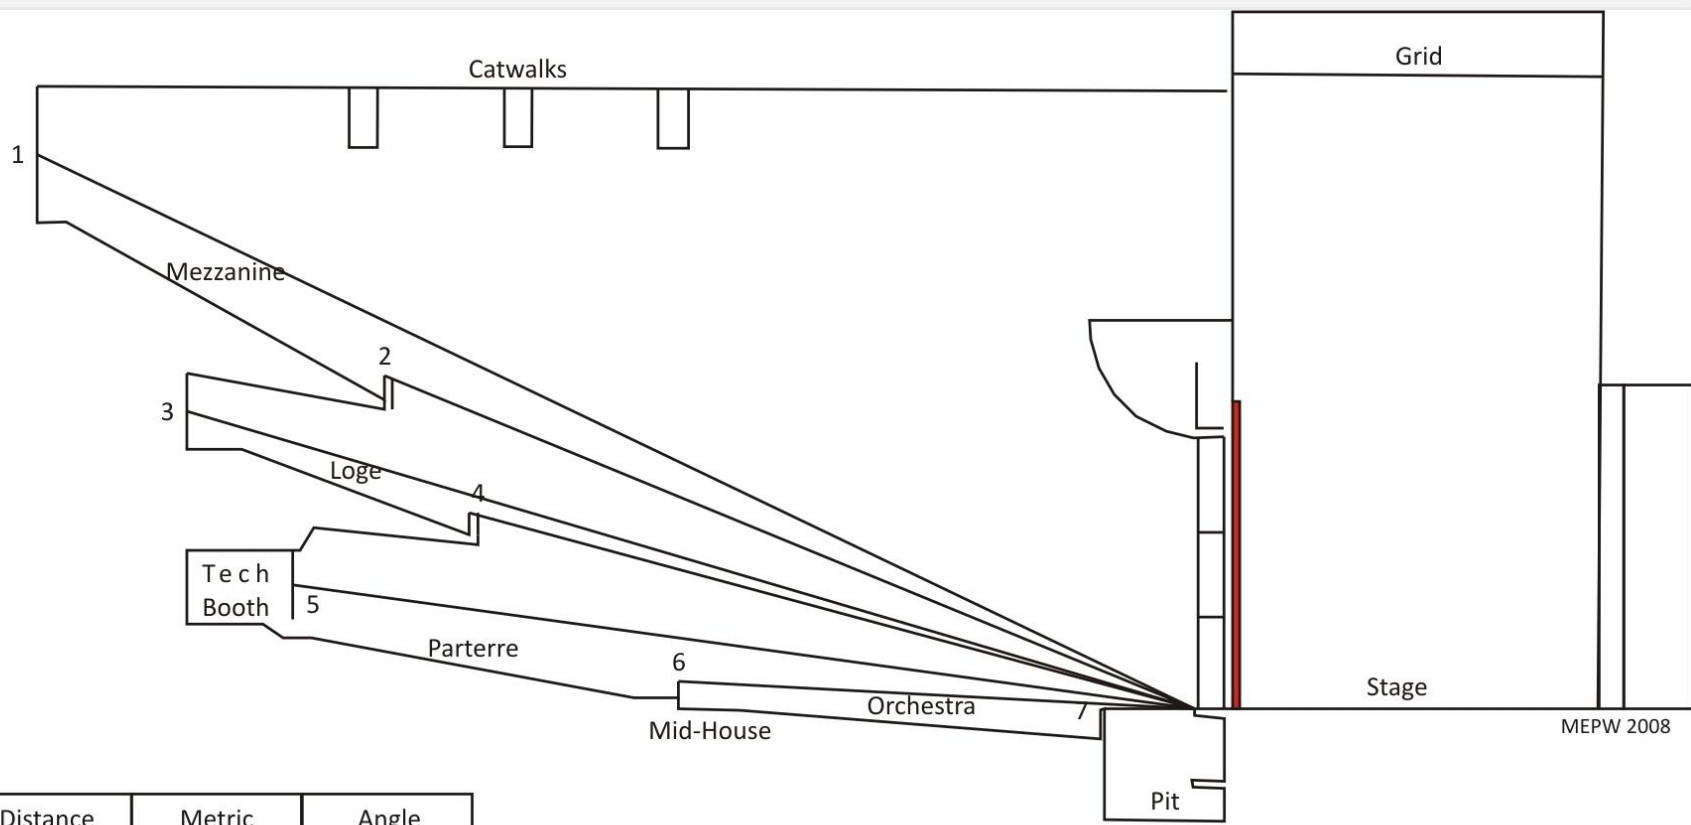 Grid
Catwalks
1
Mezzanine
2
3
Loge
4
Tech
Booth
5
Parterre
6
Stage
Orchestra
7
Mid-House
MEPW 2008
Pit
Distance
Metric
Angle